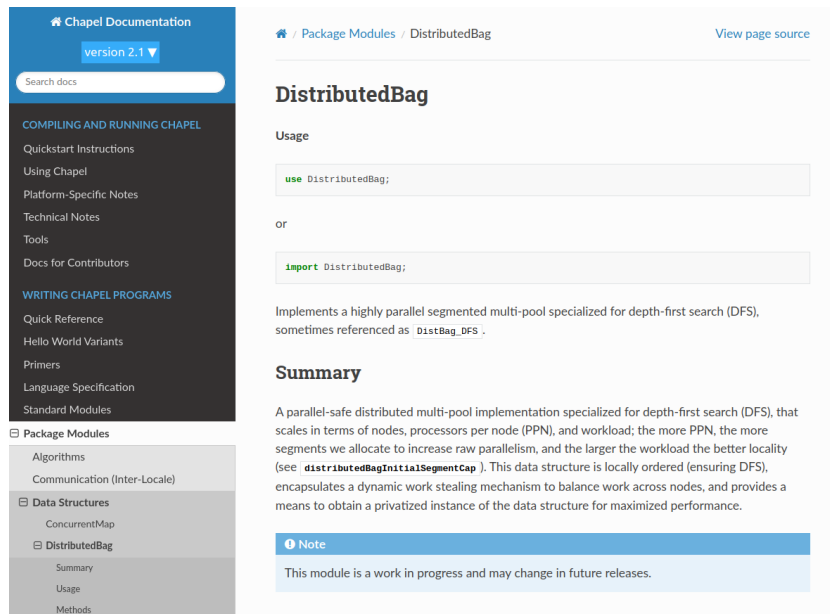 Chapel Documentation
version 2.1 ▼
Search docs
COMPILING AND RUNNING CHAPEL
Quickstart Instructions
Using Chapel
Platform-Specific Notes
Technical Notes
Tools
Docs for Contributors
WRITING CHAPEL PROGRAMS
Quick Reference
Hello World Variants
Primers
Language Specification
Standard Modules
Package Modules
Algorithms
Communication (Inter-Locale)
Data Structures
ConcurrentMap
DistributedBag
Summary
Usage
Methods
/ Package Modules / DistributedBag
View page source
DistributedBag
Usage
use DistributedBag;
or
import DistributedBag;
Implements a highly parallel segmented multi-pool specialized for depth-first search (DFS),
sometimes referenced as DistBag_DFS .
Summary
A parallel-safe distributed multi-pool implementation specialized for depth-first search (DFS), that
scales in terms of nodes, processors per node (PPN), and workload; the more PPN, the more
segments we allocate to increase raw parallelism, and the larger the workload the better locality
(see distributedBagInitialSegmentCap ). This data structure is locally ordered (ensuring DFS),
encapsulates a dynamic work stealing mechanism to balance work across nodes, and provides a
means to obtain a privatized instance of the data structure for maximized performance.
Note
This module is a work in progress and may change in future releases.